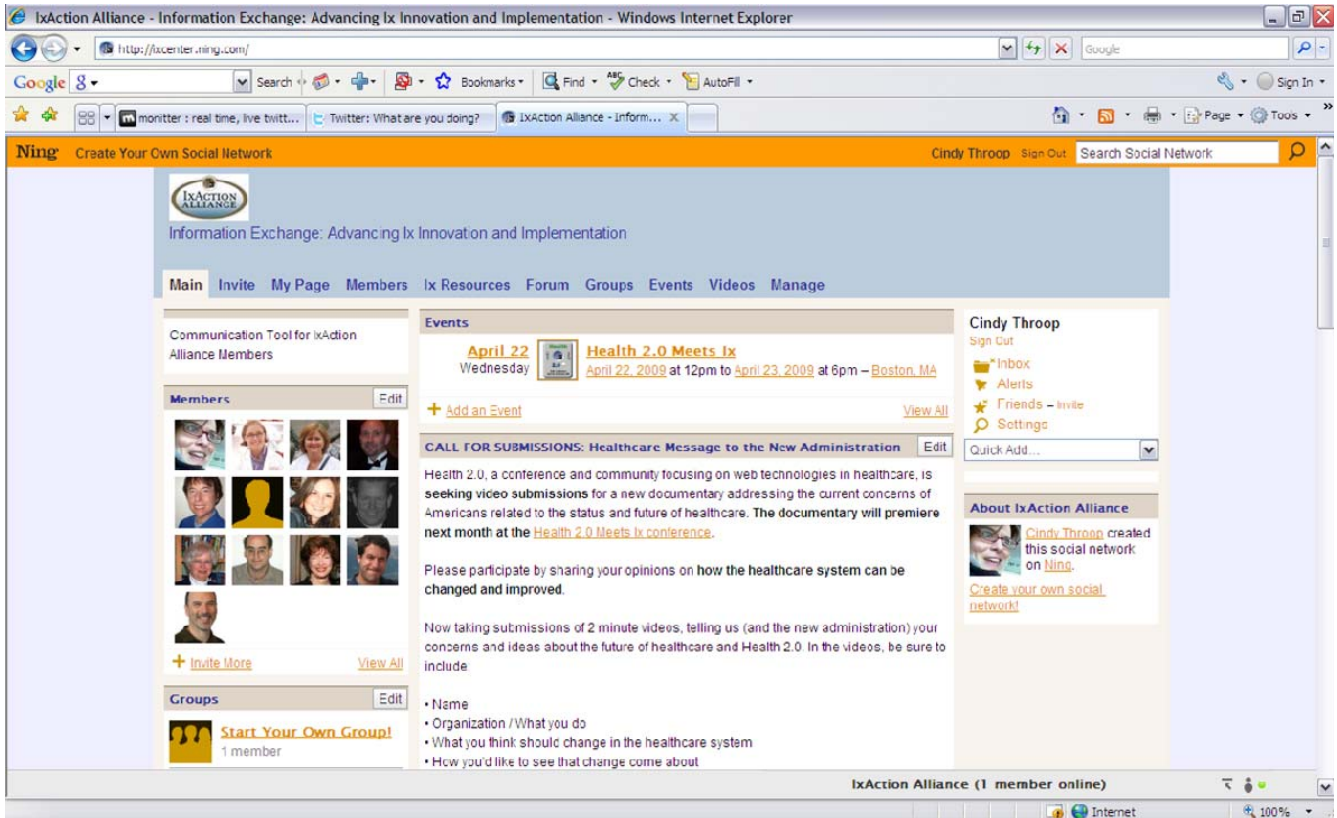 IxAction Alliance - Information Exchange: Advancing Ix Innovation and Implementation - Windows Internet Explorer
http://ixcenter.ning.com/
Google
Google
Search
Bookmarks
Find
Check
AutoFill
Sign In
monitter : real time, live twitt...
Twitter: What are you doing?
IxAction Alliance - Inform...
Page
Tools
Ning Create Your Own Social Network
Cindy Throop Sign Out Search Social Network
IxAction
Alliance
Information Exchange: Advancing Ix Innovation and Implementation
Main Invite My Page Members Ix Resources Forum Groups Events Videos Manage
Communication Tool for IxAction
Alliance Members
Members Edit
+ Invite More View All
Groups Edit
Start Your Own Group!
1 member
Events
April 22
Wednesday
Health 2.0 Meets Ix
April 22, 2009 at 12pm to April 23, 2009 at 6pm – Boston, MA
+ Add an Event View All
CALL FOR SUBMISSIONS: Healthcare Message to the New Administration Edit
Health 2.0, a conference and community focusing on web technologies in healthcare, is
seeking video submissions for a new documentary addressing the current concerns of
Americans related to the status and future of healthcare. The documentary will premiere
next month at the Health 2.0 Meets Ix conference.
Please participate by sharing your opinions on how the healthcare system can be
changed and improved.
Now taking submissions of 2 minute videos, telling us (and the new administration) your
concerns and ideas about the future of healthcare and Health 2.0. In the videos, be sure to
include:
• Name
• Organization / What you do
• What you think should change in the healthcare system
• How you'd like to see that change come about
Cindy Throop
Sign Out
Inbox
Alerts
Friends – Invite
Settings
Quick Add...
About IxAction Alliance
Cindy Throop created
this social network
on Ning.
Create your own social
network!
IxAction Alliance (1 member online)
Internet
100%